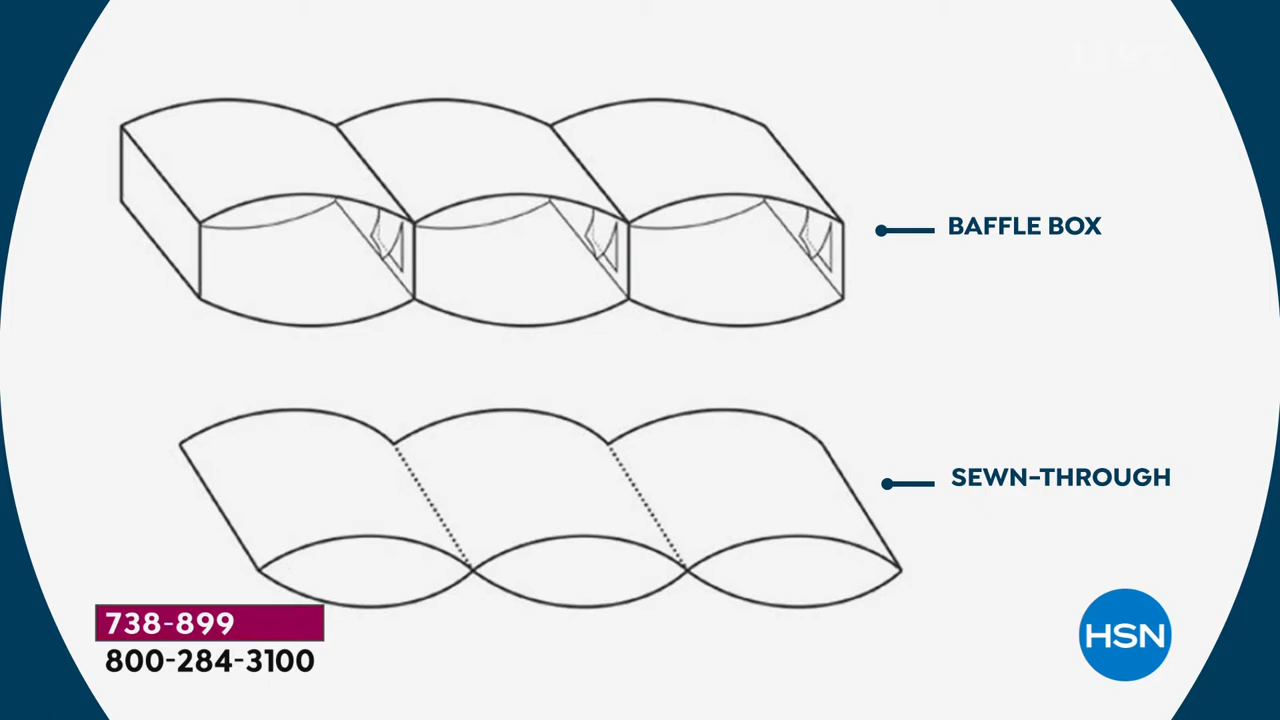 BAFFLE BOX
SEWN-THROUGH
738-899
800-284-3100
HSN